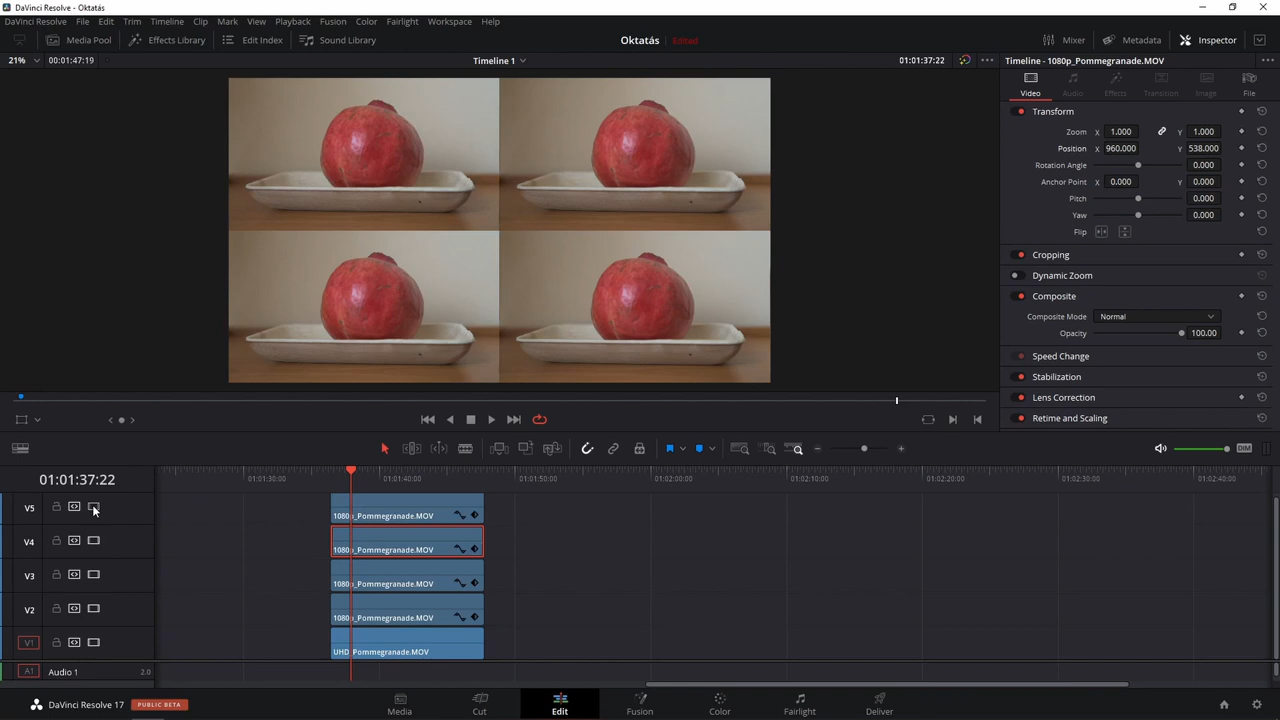 DaVinci Resolve - Oktatás
DaVinci Resolve File Edit Trim Timeline Clip Mark View Playback Fusion Color Fairlight Workspace Help
Media Pool Effects Library Edit Index Sound Library Oktatás Edited Mixer Metadata Inspector
21% 00:01:47:19 Timeline 1 01:01:37:22 Timeline - 1080p_Pommegranade.MOV
Video Audio Effects Transition Image File
Transform
Zoom X 1.000 Y 1.000
Position X 960.000 Y 538.000
Rotation Angle 0.000
Anchor Point X 0.000 Y 0.000
Pitch 0.000
Yaw 0.000
Flip
Cropping
Dynamic Zoom
Composite
Composite Mode Normal
Opacity 100.00
Speed Change
Stabilization
Lens Correction
Retime and Scaling
DIM
01:01:37:22 01:01:30:00 01:01:40:00 01:01:50:00 01:02:00:00 01:02:10:00 01:02:20:00 01:02:30:00 01:02:40:00
V5 1080p_Pommegranade.MOV
V4 1080p_Pommegranade.MOV
V3 1080p_Pommegranade.MOV
V2 1080p_Pommegranade.MOV
V1 UHD_Pommegranade.MOV
A1 Audio 1 2.0
DaVinci Resolve 17 PUBLIC BETA Media Cut Edit Fusion Color Fairlight Deliver